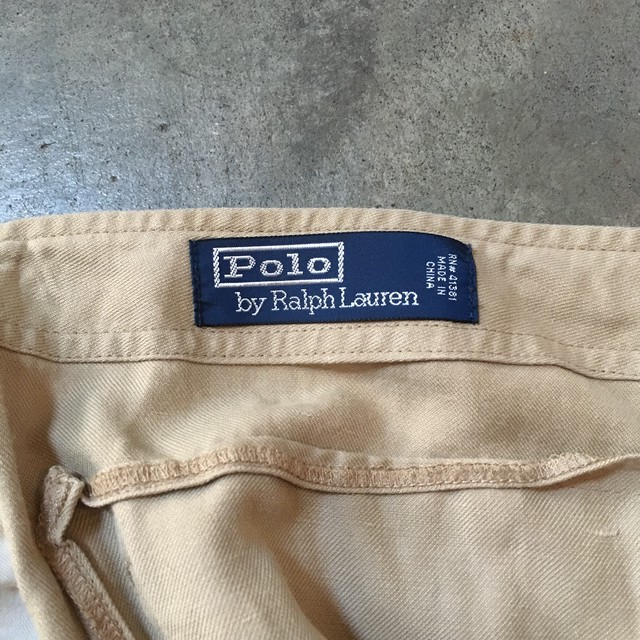 Polo
by Ralph Lauren
RN# 41381
MADE IN
CHINA